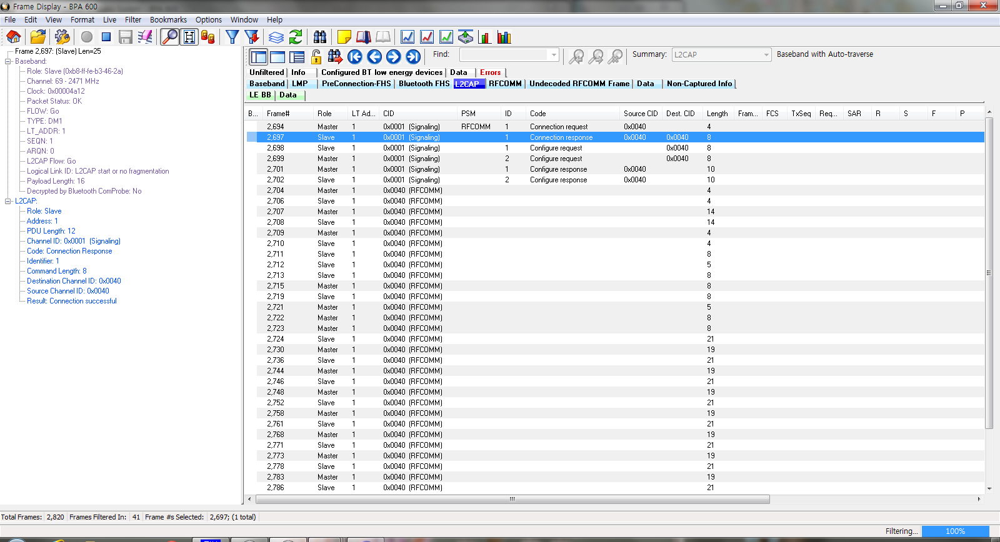 Frame Display - BPA 600
File Edit View Format Live Filter Bookmarks Options Window Help
Frame 2,697: (Slave) Len=25
Baseband:
Role: Slave (0xb8-ff-fe-b3-46-2a)
Channel: 69 - 2471 MHz
Clock: 0x00004a12
Packet Status: OK
FLOW: Go
TYPE: DM1
LT_ADDR: 1
SEQN: 1
ARQN: 0
L2CAP Flow: Go
Logical Link ID: L2CAP start or no fragmentation
Payload Length: 16
Decrypted by Bluetooth ComProbe: No
L2CAP:
Role: Slave
Address: 1
PDU Length: 12
Channel ID: 0x0001 (Signaling)
Code: Connection Response
Identifier: 1
Command Length: 8
Destination Channel ID: 0x0040
Source Channel ID: 0x0040
Result: Connection successful
Find: Summary: L2CAP Baseband with Auto-traverse
Unfiltered Info Configured BT low energy devices Data Errors
Baseband LMP PreConnection-FHS Bluetooth FHS L2CAP RFCOMM Undecoded RFCOMM Frame Data Non-Captured Info
LE BB Data
B... Frame# Role LT Ad... CID PSM ID Code Source CID Dest. CID Length Fram... FCS TxSeq Req... SAR R S F P
2,694 Master 1 0x0001 (Signaling) RFCOMM 1 Connection request 0x0040 4
2,697 Slave 1 0x0001 (Signaling) 1 Connection response 0x0040 0x0040 8
2,698 Slave 1 0x0001 (Signaling) 1 Configure request 0x0040 8
2,699 Master 1 0x0001 (Signaling) 2 Configure request 0x0040 8
2,701 Master 1 0x0001 (Signaling) 1 Configure response 0x0040 10
2,702 Slave 1 0x0001 (Signaling) 2 Configure response 0x0040 10
2,704 Master 1 0x0040 (RFCOMM) 4
2,706 Slave 1 0x0040 (RFCOMM) 4
2,707 Master 1 0x0040 (RFCOMM) 14
2,708 Slave 1 0x0040 (RFCOMM) 14
2,709 Master 1 0x0040 (RFCOMM) 4
2,710 Slave 1 0x0040 (RFCOMM) 4
2,711 Slave 1 0x0040 (RFCOMM) 8
2,712 Slave 1 0x0040 (RFCOMM) 5
2,713 Slave 1 0x0040 (RFCOMM) 8
2,715 Master 1 0x0040 (RFCOMM) 8
2,719 Slave 1 0x0040 (RFCOMM) 8
2,721 Master 1 0x0040 (RFCOMM) 5
2,722 Master 1 0x0040 (RFCOMM) 8
2,723 Master 1 0x0040 (RFCOMM) 8
2,724 Slave 1 0x0040 (RFCOMM) 21
2,730 Master 1 0x0040 (RFCOMM) 19
2,736 Slave 1 0x0040 (RFCOMM) 21
2,744 Master 1 0x0040 (RFCOMM) 19
2,746 Slave 1 0x0040 (RFCOMM) 21
2,748 Master 1 0x0040 (RFCOMM) 19
2,752 Slave 1 0x0040 (RFCOMM) 21
2,758 Master 1 0x0040 (RFCOMM) 19
2,761 Slave 1 0x0040 (RFCOMM) 21
2,768 Master 1 0x0040 (RFCOMM) 19
2,771 Slave 1 0x0040 (RFCOMM) 21
2,773 Master 1 0x0040 (RFCOMM) 19
2,778 Slave 1 0x0040 (RFCOMM) 21
2,783 Master 1 0x0040 (RFCOMM) 19
2,786 Slave 1 0x0040 (RFCOMM) 21
Total Frames: 2,820 Frames Filtered In: 41 Frame #s Selected: 2,697; (1 total)
Filtering... 100%